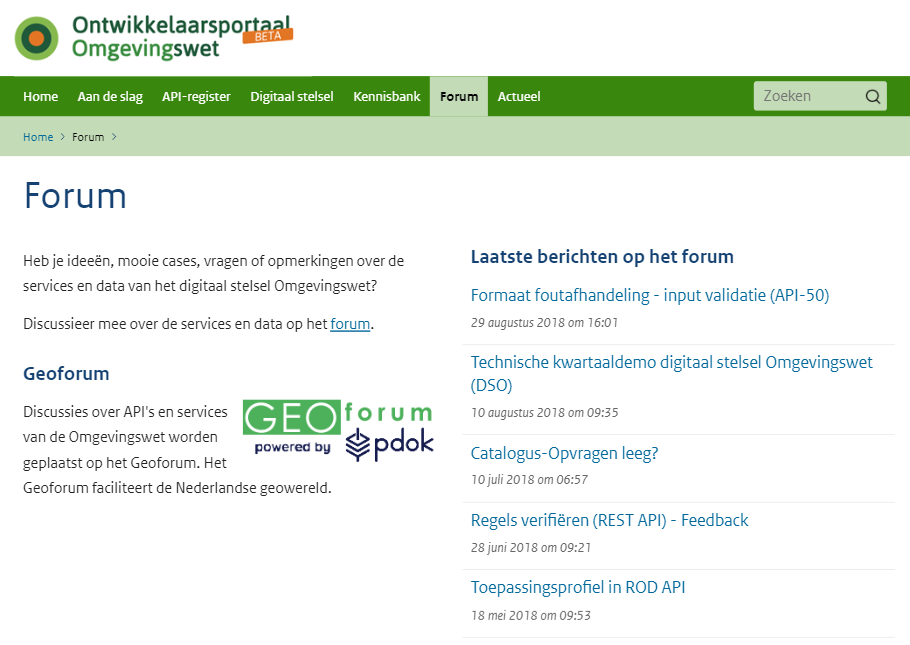 Ontwikkelaarsportaal
Omgevingswet
BETA
Home
Aan de slag
API-register
Digitaal stelsel
Kennisbank
Forum
Actueel
Zoeken
Home > Forum >
Forum
Heb je ideeën, mooie cases, vragen of opmerkingen over de
services en data van het digitaal stelsel Omgevingswet?
Discussieer mee over de services en data op het forum.
Geoforum
Discussies over API's en services
van de Omgevingswet worden
geplaatst op het Geoforum. Het
Geoforum faciliteert de Nederlandse geowereld.
GEO forum
powered by pdok
Laatste berichten op het forum
Formaat foutafhandeling - input validatie (API-50)
29 augustus 2018 om 16:01
Technische kwartaaldemo digitaal stelsel Omgevingswet
(DSO)
10 augustus 2018 om 09:35
Catalogus-Opvragen leeg?
10 juli 2018 om 06:57
Regels verifiëren (REST API) - Feedback
28 juni 2018 om 09:21
Toepassingsprofiel in ROD API
18 mei 2018 om 09:53